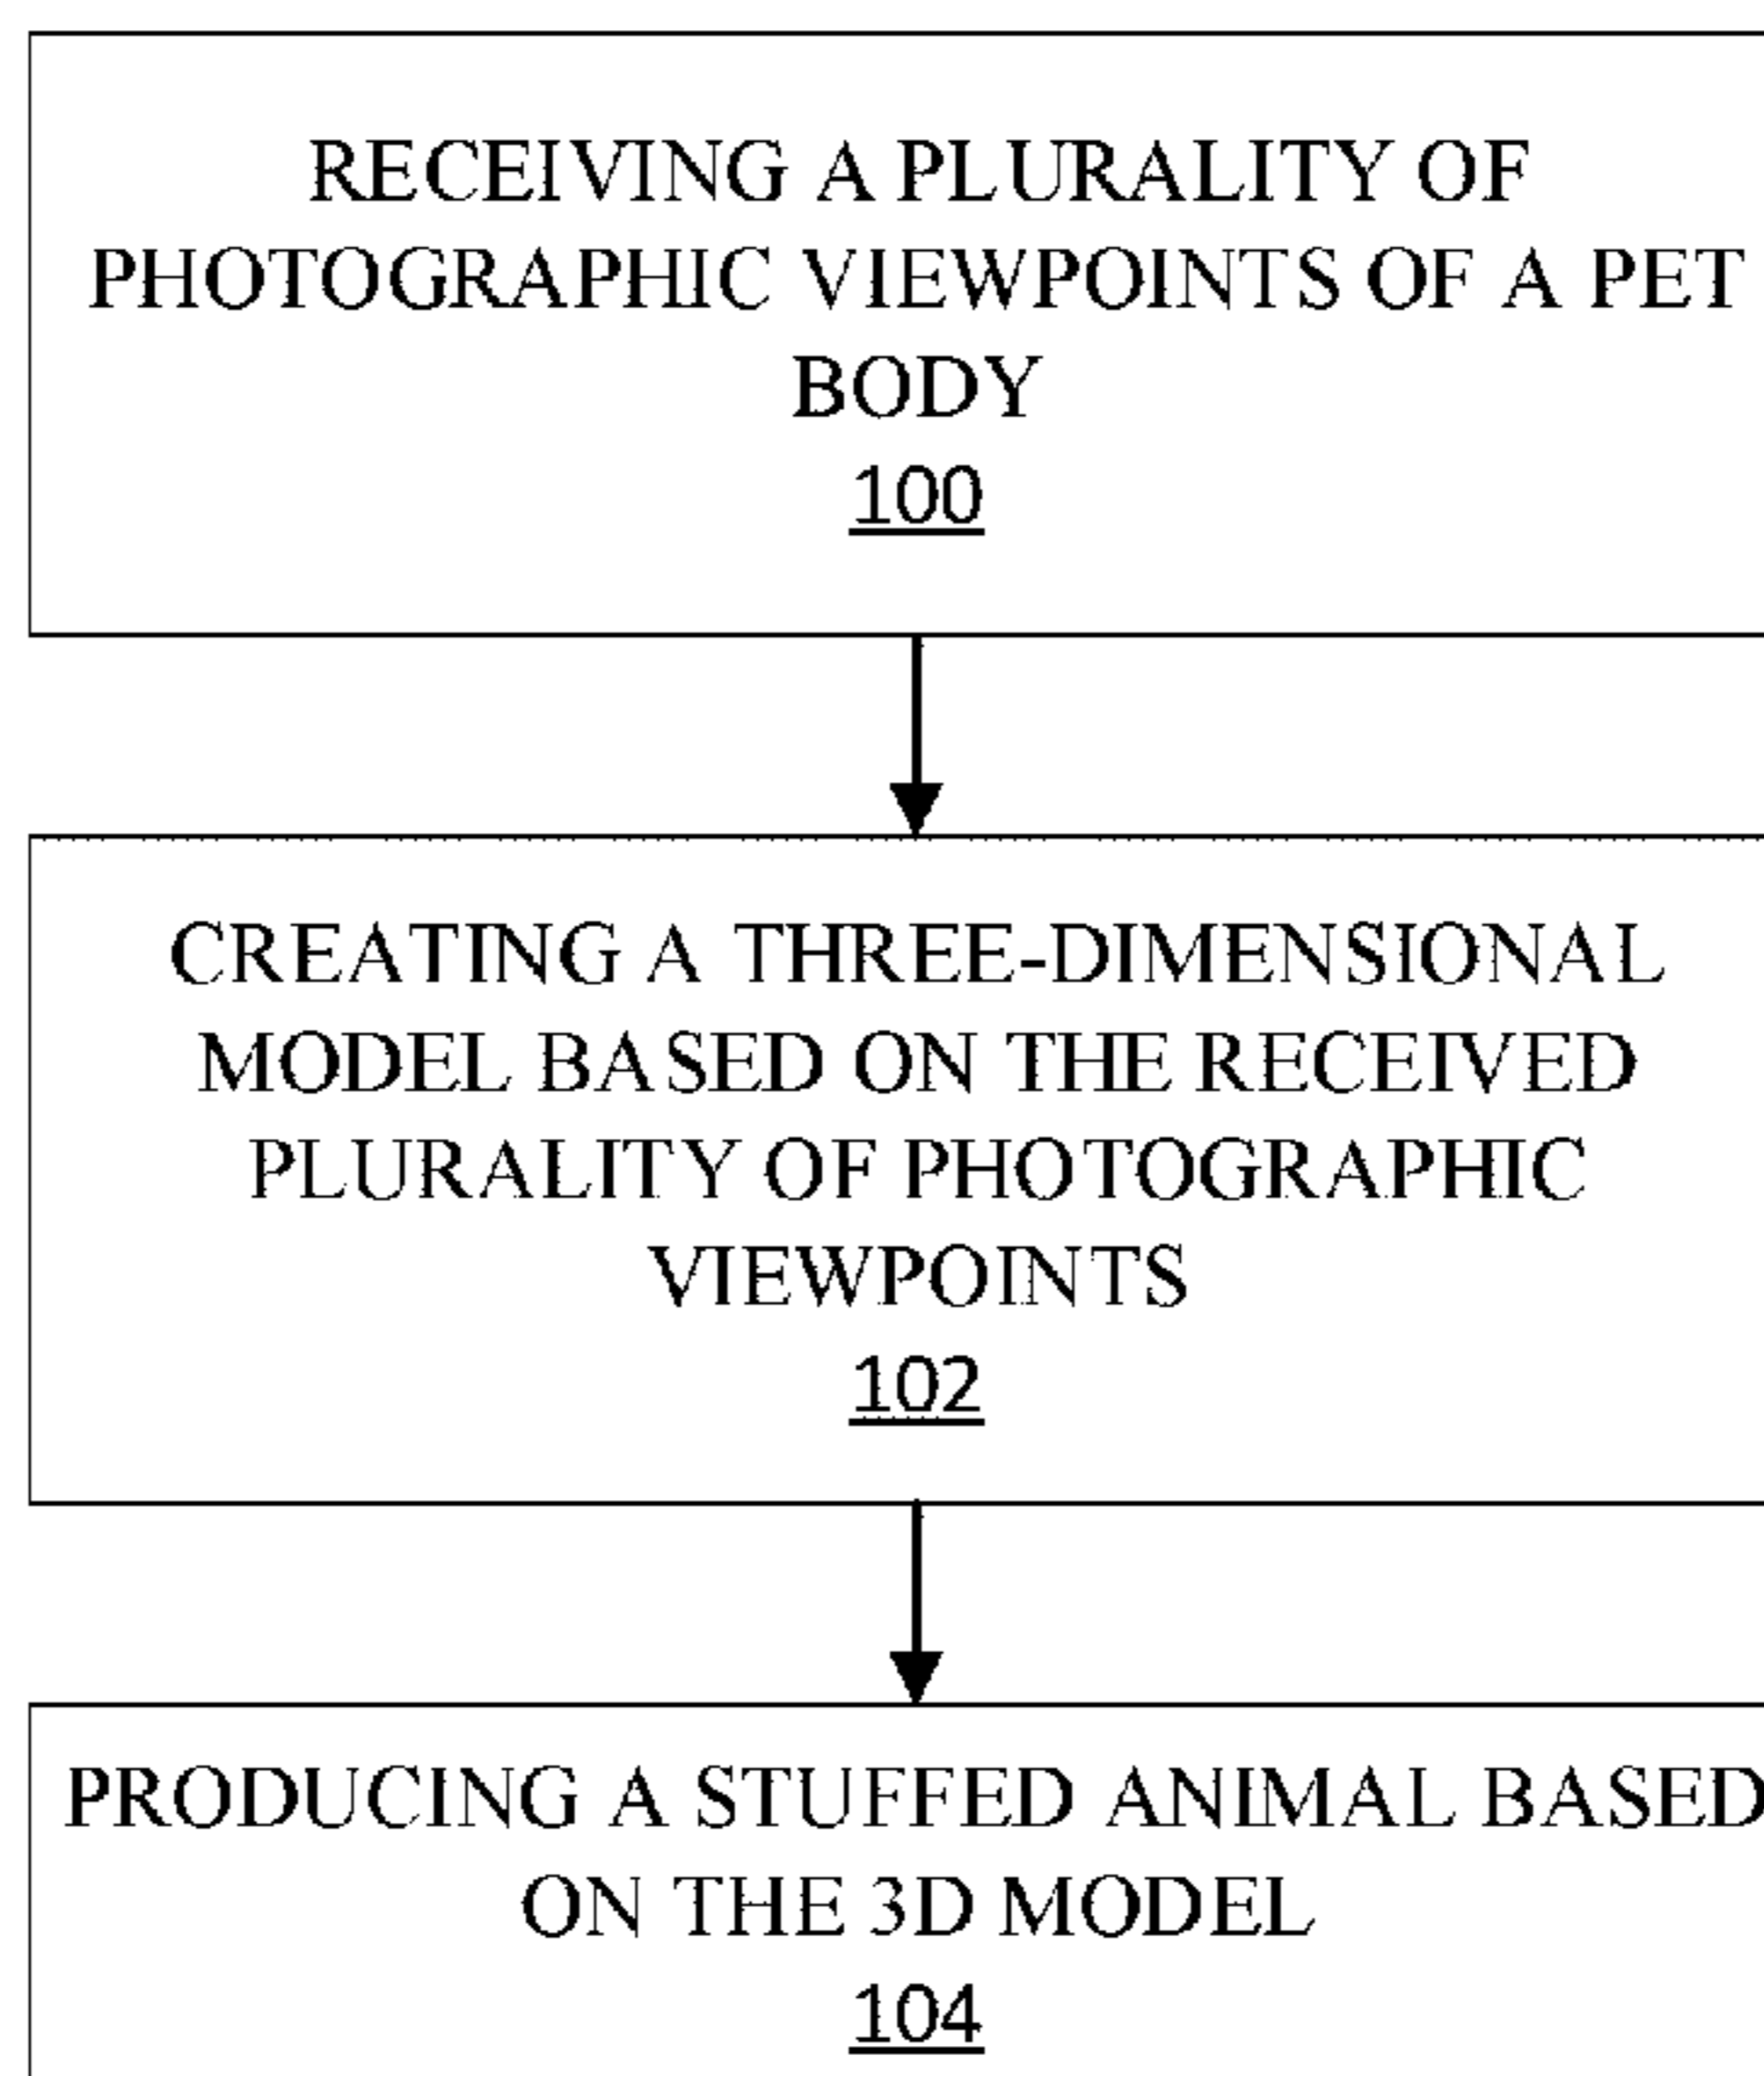 RECEIVING A PLURALITY OF
PHOTOGRAPHIC VIEWPOINTS OF A PET
BODY
100
CREATING A THREE-DIMENSIONAL
MODEL BASED ON THE RECEIVED
PLURALITY OF PHOTOGRAPHIC
VIEWPOINTS
102
PRODUCING A STUFFED ANIMAL BASED
ON THE 3D MODEL
104